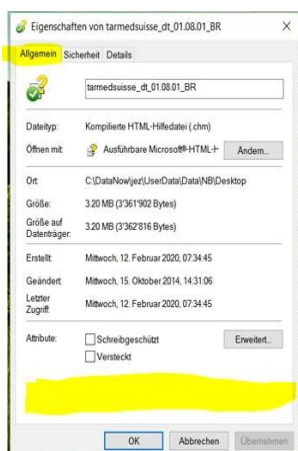 Eigenschaften von tarmedsuisse_dt_01.08.01_BR
Allgemein Sicherheit Details
tarmedsuisse_dt_01.08.01_BR
Dateityp: Kompilierte HTML-Hilfedatei (.chm)
Öffnen mit: Ausführbare Microsoft®-HTML-H Ändern...
Ort: C:\DataNow\jez\UserData\Data\NB\Desktop
Größe: 3.20 MB (3'361'902 Bytes)
Größe auf
Datenträger: 3.20 MB (3'362'816 Bytes)
Erstellt: Mittwoch, 12. Februar 2020, 07:34:45
Geändert: Mittwoch, 15. Oktober 2014, 14:31:06
Letzter
Zugriff: Mittwoch, 12. Februar 2020, 07:34:45
Attribute: Schreibgeschützt Erweitert...
Versteckt
OK Abbrechen Übernehmen